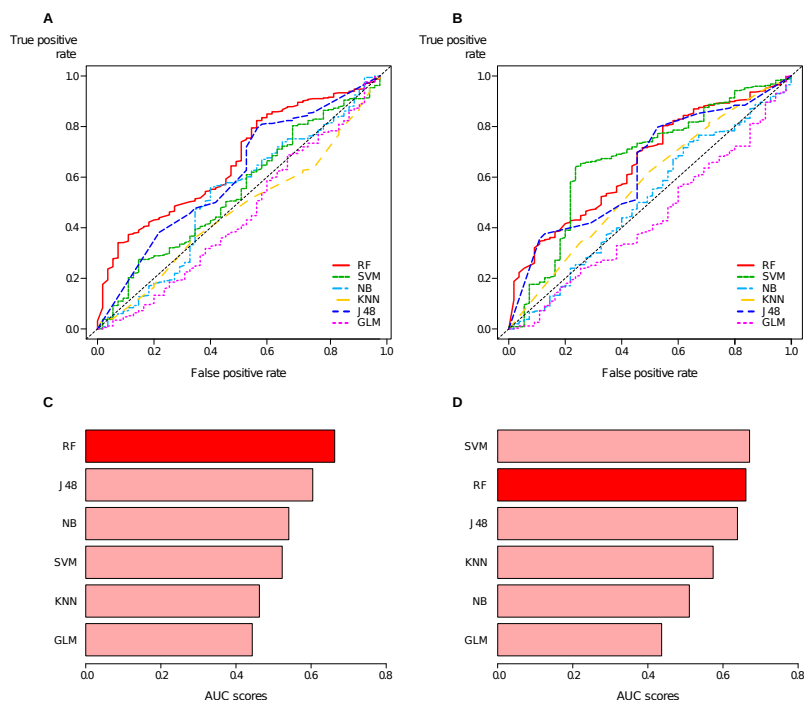 A
True positive
rate
1.0
0.8
0.6
0.4
0.2
0.0
RF
SVM
NB
KNN
J48
GLM
0.0 0.2 0.4 0.6 0.8 1.0
False positive rate
B
True positive
rate
1.0
0.8
0.6
0.4
0.2
0.0
RF
SVM
NB
KNN
J48
GLM
0.0 0.2 0.4 0.6 0.8 1.0
False positive rate
C
RF
J48
NB
SVM
KNN
GLM
0.0 0.2 0.4 0.6 0.8
AUC scores
D
SVM
RF
J48
KNN
NB
GLM
0.0 0.2 0.4 0.6 0.8
AUC scores